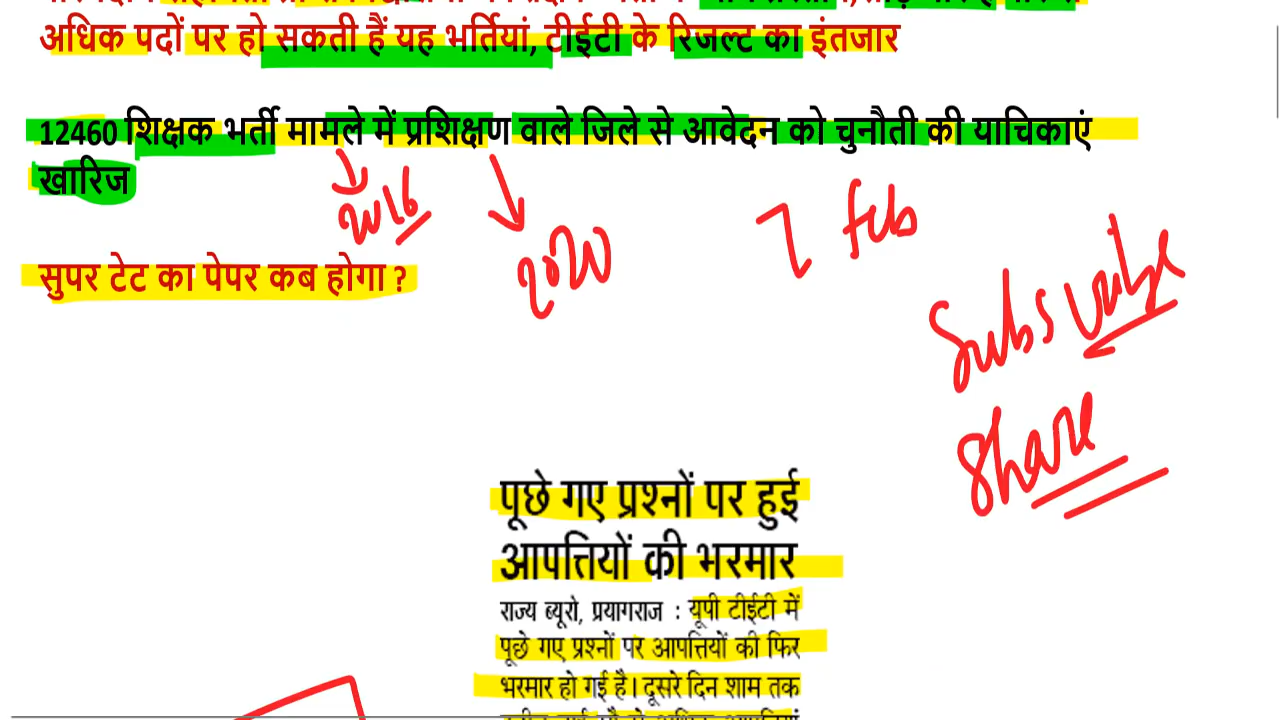 अधिक पदों पर हो सकती हैं यह भर्तियां, टीईटी के रिजल्ट का इंतजार
12460 शिक्षक भर्ती मामले में प्रशिक्षण वाले जिले से आवेदन को चुनौती की याचिकाएं
खारिज
2016
2020
7 Feb
सुपर टेट का पेपर कब होगा ?
Subscribe
Share
पूछे गए प्रश्नों पर हुई
आपत्तियों की भरमार
राज्य ब्यूरो, प्रयागराज : यूपी टीईटी में
पूछे गए प्रश्नों पर आपत्तियों की फिर
भरमार हो गई है। दूसरे दिन शाम तक